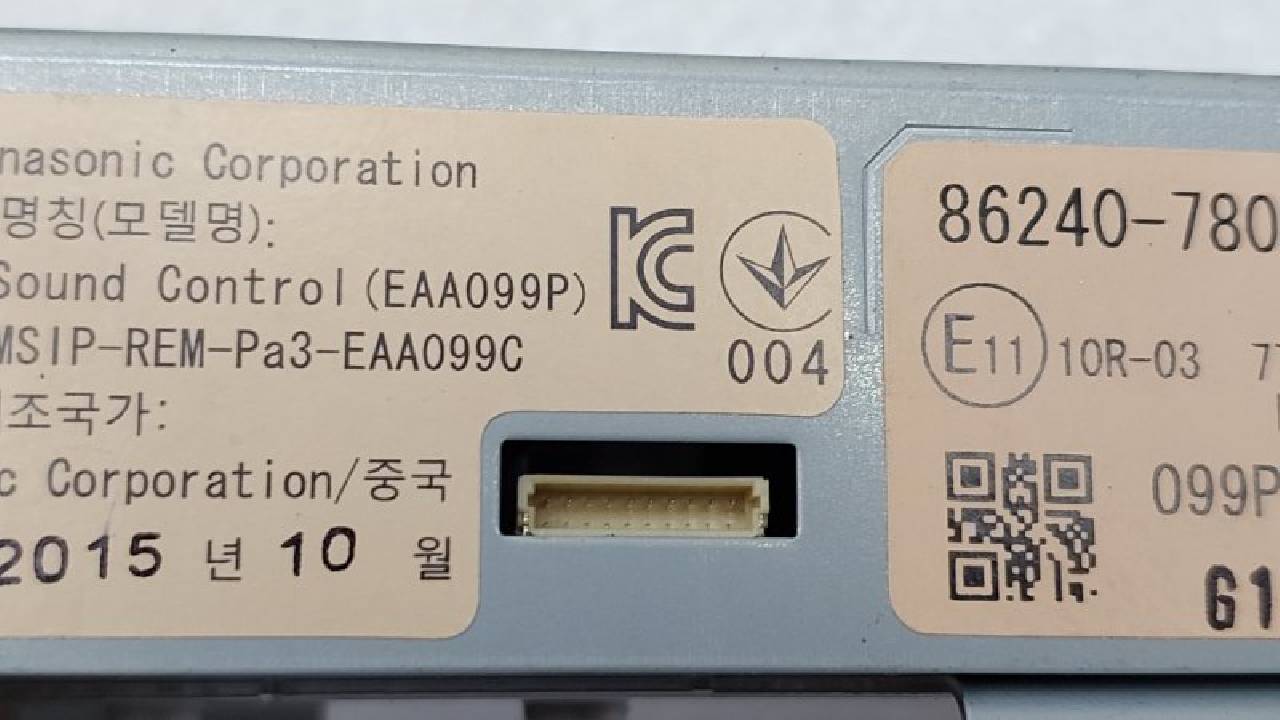 nasonic Corporation
명칭(모델명):
Sound Control(EAA099P)
MSIP-REM-Pa3-EAA099C
조국가:
c Corporation/중국
2015 년 10 월
004
86240-780
E11 10R-03 77
099P
G1